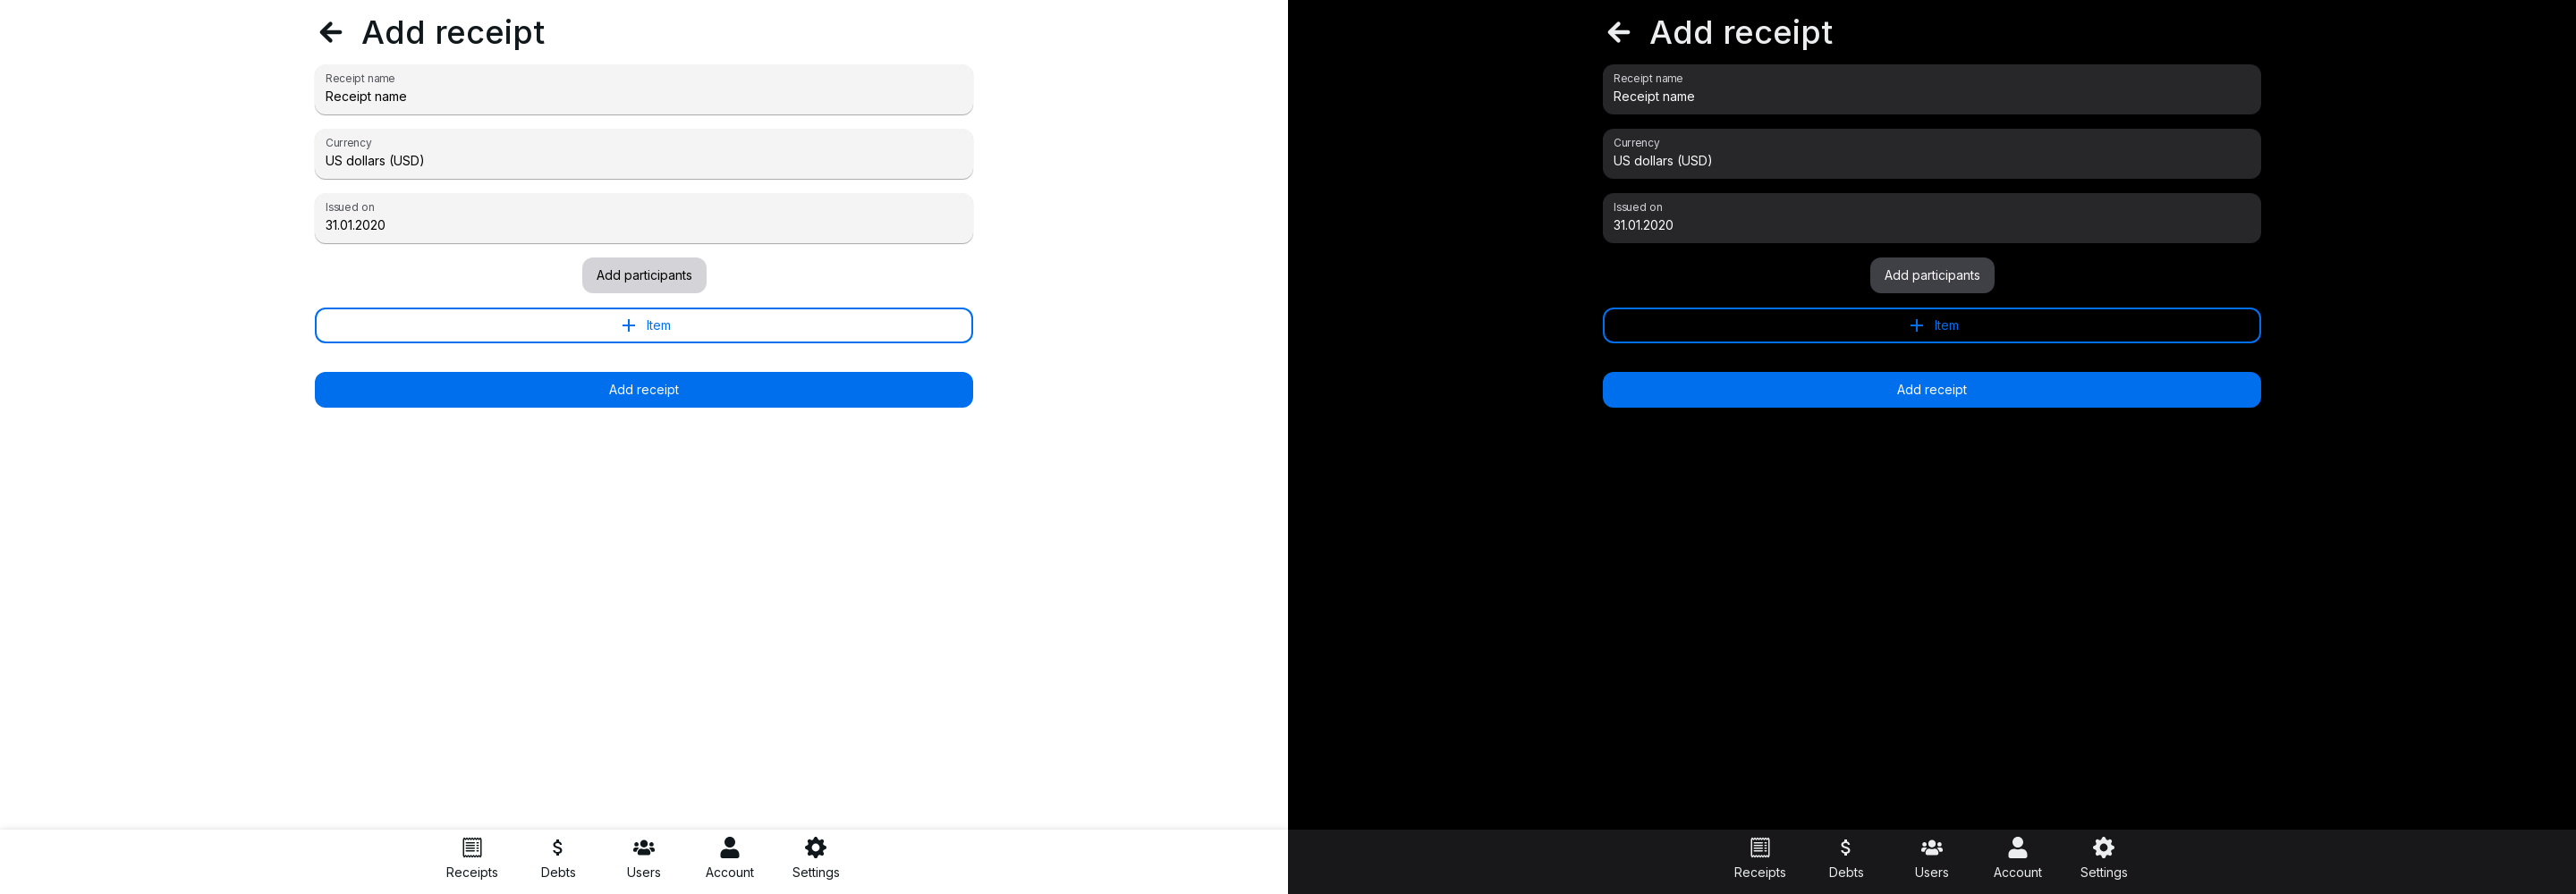 Add receipt
Receipt name
Receipt name
Currency
US dollars (USD)
Issued on
31.01.2020
Add participants
+ Item
Add receipt
Receipts
Debts
Users
Account
Settings
Add receipt
Receipt name
Receipt name
Currency
US dollars (USD)
Issued on
31.01.2020
Add participants
+ Item
Add receipt
Receipts
Debts
Users
Account
Settings